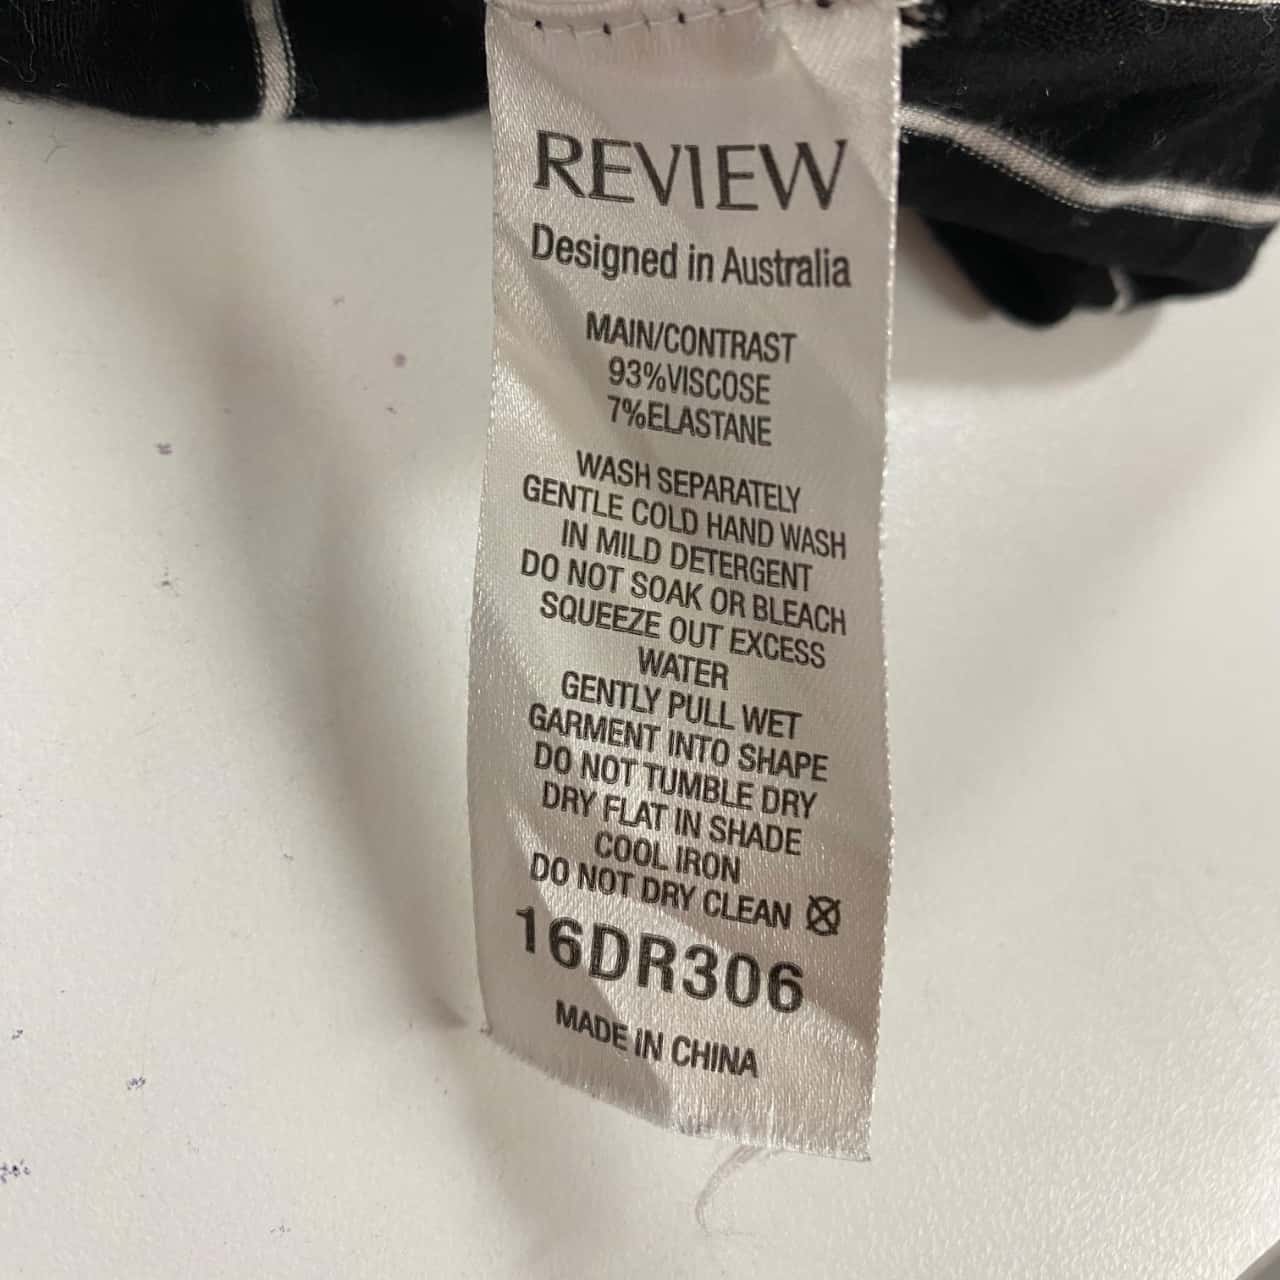 REVIEW
Designed in Australia
MAIN/CONTRAST
93%VISCOSE
7%ELASTANE
WASH SEPARATELY
GENTLE COLD HAND WASH
IN MILD DETERGENT
DO NOT SOAK OR BLEACH
SQUEEZE OUT EXCESS
WATER
GENTLY PULL WET
GARMENT INTO SHAPE
DO NOT TUMBLE DRY
DRY FLAT IN SHADE
COOL IRON
DO NOT DRY CLEAN
16DR306
MADE IN CHINA